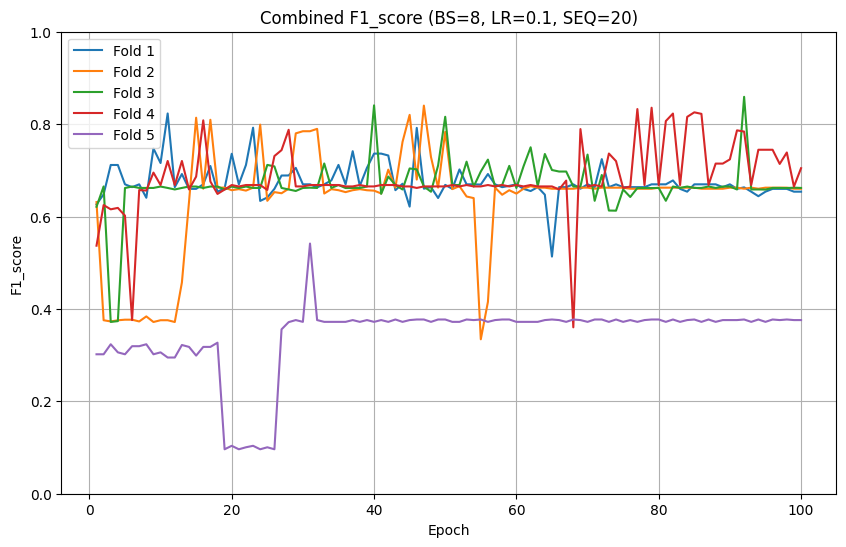 Combined F1_score (BS=8, LR=0.1, SEQ=20)
Fold 1
Fold 2
Fold 3
Fold 4
Fold 5
1.0
0.8
0.6
0.4
0.2
0.0
F1_score
0 20 40 60 80 100
Epoch